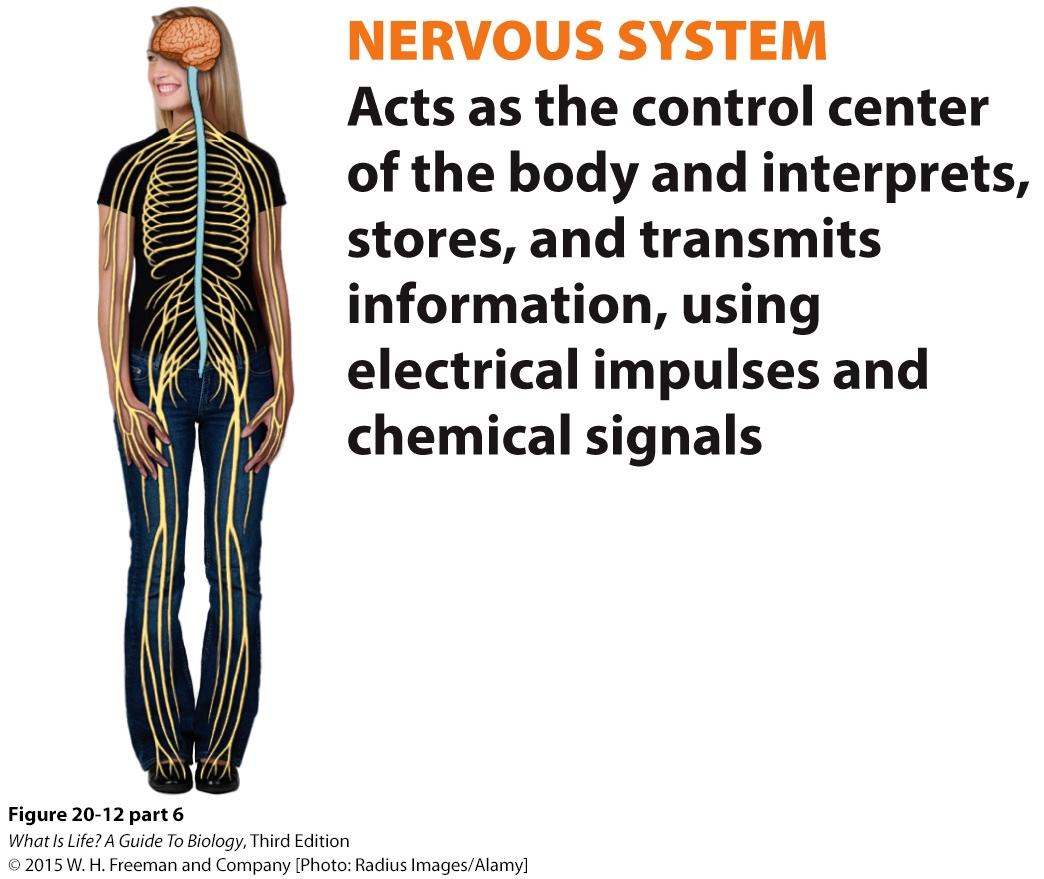 NERVOUS SYSTEM
Acts as the control center
of the body and interprets,
stores, and transmits
information, using
electrical impulses and
chemical signals
Figure 20-12 part 6
What Is Life? A Guide To Biology, Third Edition
© 2015 W. H. Freeman and Company [Photo: Radius Images/Alamy]